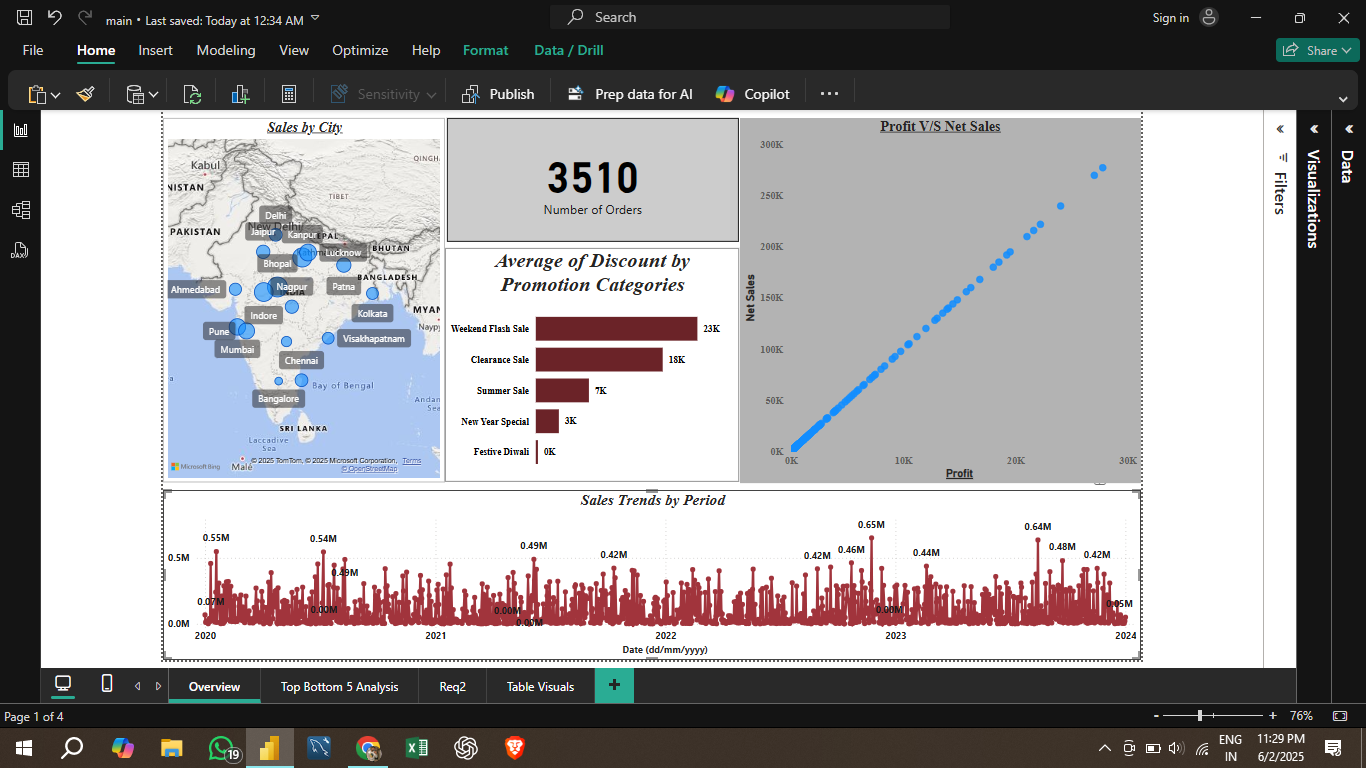 main • Last saved: Today at 12:34 AM
Search
Sign in
File
Home
Insert
Modeling
View
Optimize
Help
Format
Data / Drill
Share
Sensitivity
Publish
Prep data for AI
Copilot
DAX
Sales by City
Kabul
QINGH
NISTAN
TIBET
Delhi
New Delhi
PAKISTAN
Jaipur
Kanpur
EPAL
BHUTAN
Lucknow
Bhopal
BANGLADESH
Ahmedabad
Nagpur
Patna
INDIA
MYAN
Indore
Kolkata
Naypy
Pune
Mumbai
Visakhapatnam
Chennai
a
Bay of Bengal
Bangalore
Andan
Sea
SRI LANKA
Laccadive
Sea
Malé
Microsoft Bing
© 2025 TomTom, © 2025 Microsoft Corporation, Terms
© OpenStreetMap
3510
Number of Orders
Average of Discount by
Promotion Categories
Weekend Flash Sale
23K
Clearance Sale
18K
Summer Sale
7K
New Year Special
3K
Festive Diwali
0K
Profit V/S Net Sales
Net Sales
300K
250K
200K
150K
100K
50K
0K
0K
10K
20K
30K
Profit
Filters
Visualizations
Data
Sales Trends by Period
0.5M
0.0M
0.55M
0.07M
0.54M
0.49M
0.00M
0.49M
0.00M
0.00M
0.42M
0.42M
0.46M
0.65M
0.00M
0.44M
0.64M
0.48M
0.42M
0.05M
2020
2021
2022
2023
2024
Date (dd/mm/yyyy)
Overview
Top Bottom 5 Analysis
Req2
Table Visuals
+
Page 1 of 4
- + 76%
19
ENG
IN
11:29 PM
6/2/2025